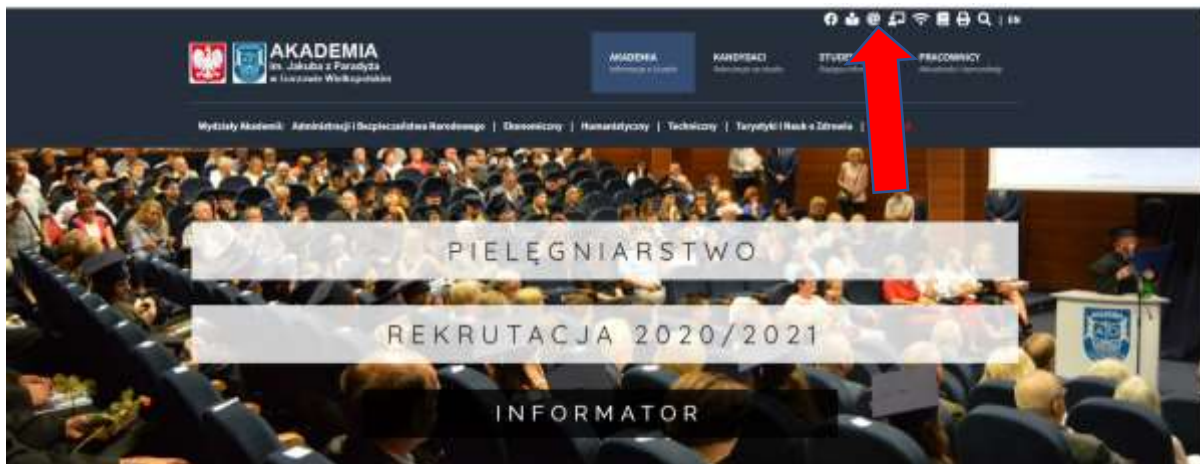 | EN
AKADEMIA
im. Jakuba z Paradyża
w Gorzowie Wielkopolskim
AKADEMIA
KANDYDACI
PRACOWNICY
Wydziały Akademii: Administracji i Bezpieczeństwa Narodowego | Ekonomiczny | Humanistyczny | Techniczny | Turystyki i Nauk o Zdrowiu |
PIELĘGNIARSTWO
REKRUTACJA 2020/2021
INFORMATOR
AKADEMIA